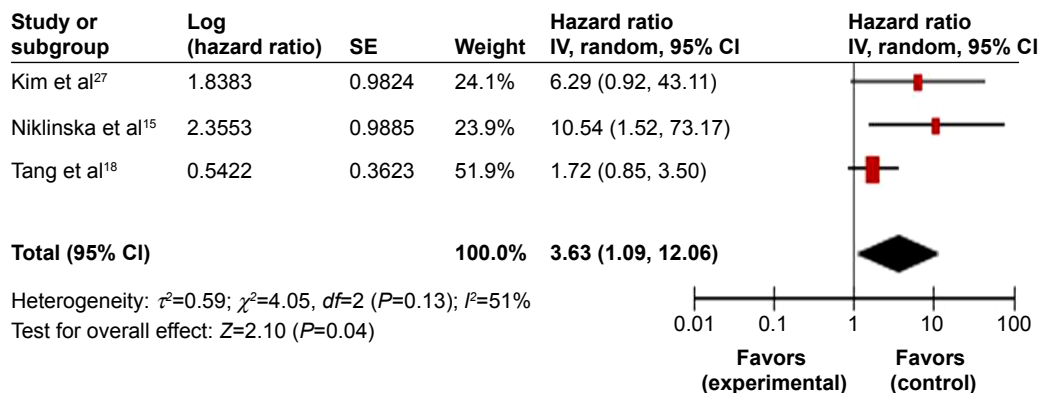 Study or subgroup Log (hazard ratio) SE Weight Hazard ratio IV, random, 95% CI Hazard ratio IV, random, 95% CI
Kim et al²⁷ 1.8383 0.9824 24.1% 6.29 (0.92, 43.11)
Niklinska et al¹⁵ 2.3553 0.9885 23.9% 10.54 (1.52, 73.17)
Tang et al¹⁸ 0.5422 0.3623 51.9% 1.72 (0.85, 3.50)
Total (95% CI) 100.0% 3.63 (1.09, 12.06)
Heterogeneity: τ²=0.59; χ²=4.05, df=2 (P=0.13); I²=51%
Test for overall effect: Z=2.10 (P=0.04)
0.01 0.1 1 10 100
Favors (experimental) Favors (control)